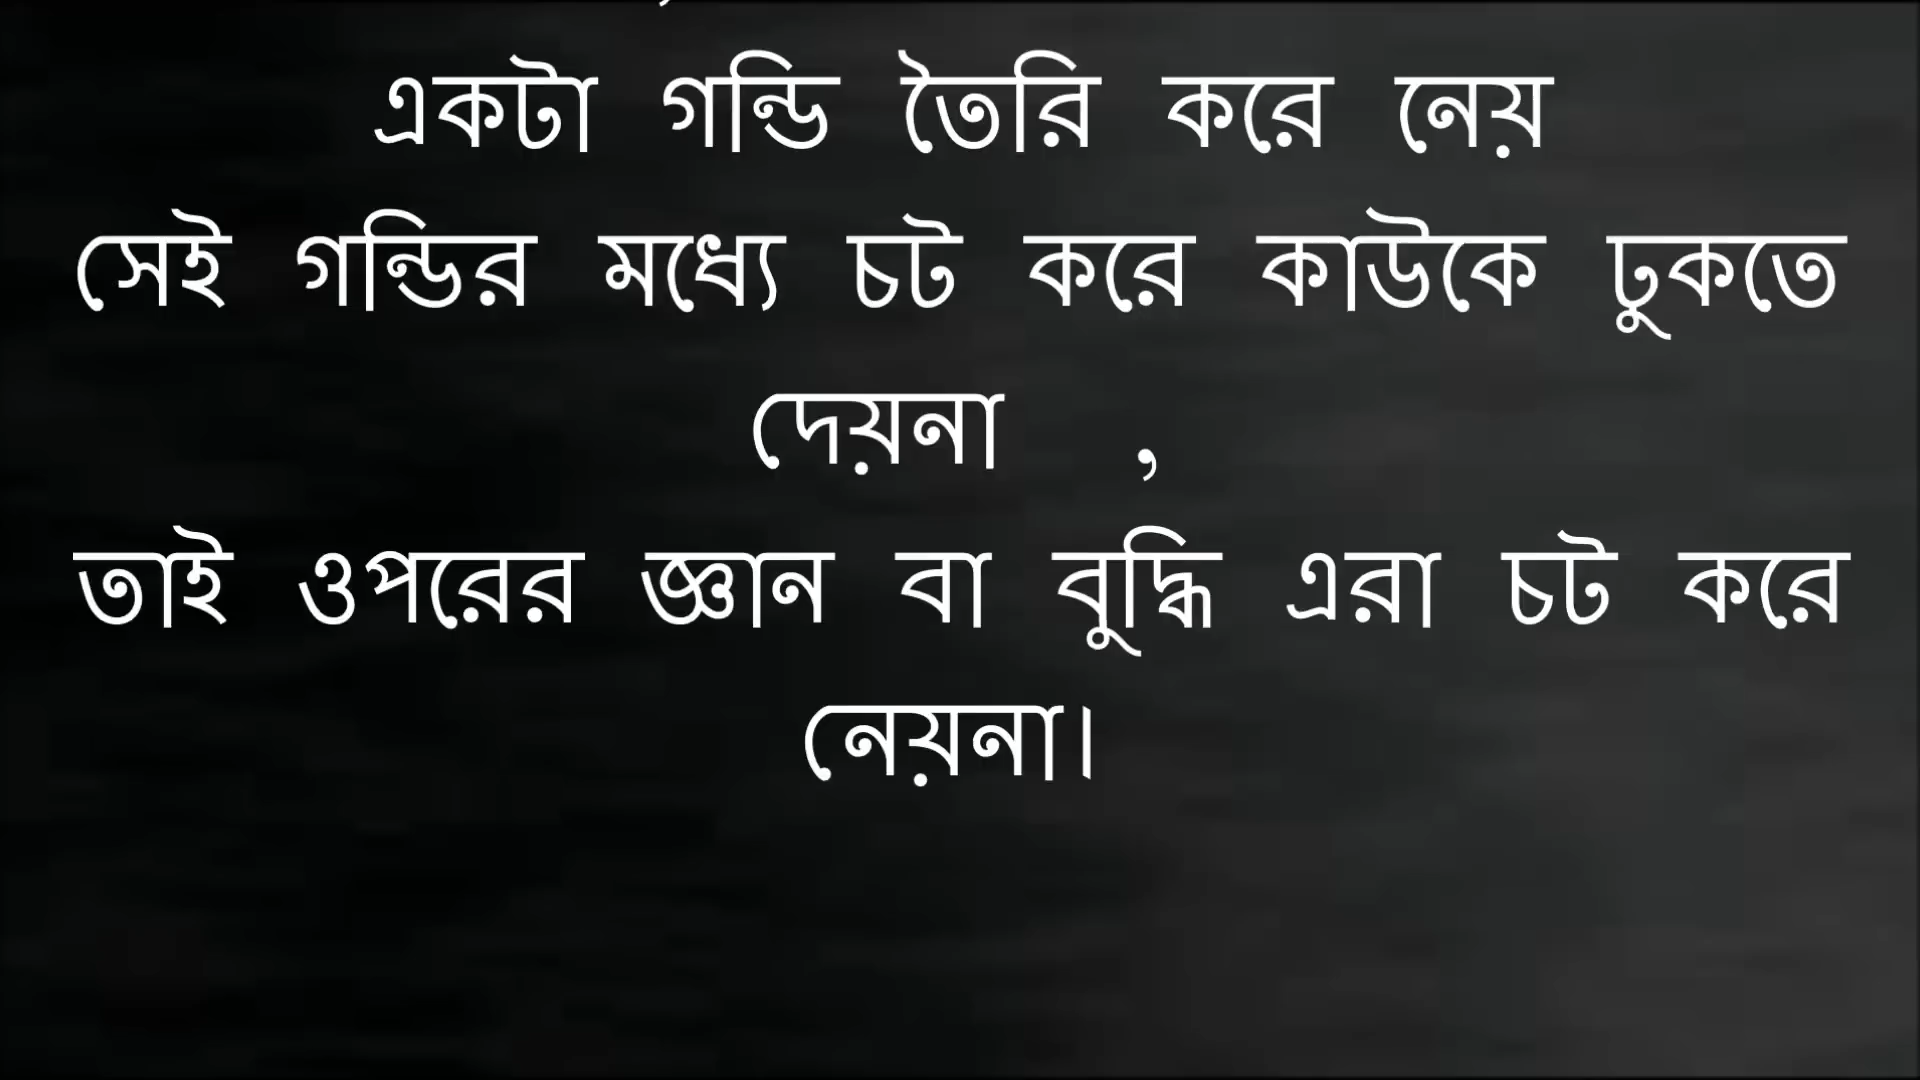 একটা গন্ডি তৈরি করে নেয়
সেই গন্ডির মধ্যে চট করে কাউকে ঢুকতে
দেয়না ,
তাই ওপরের জ্ঞান বা বুদ্ধি এরা চট করে
নেয়না।